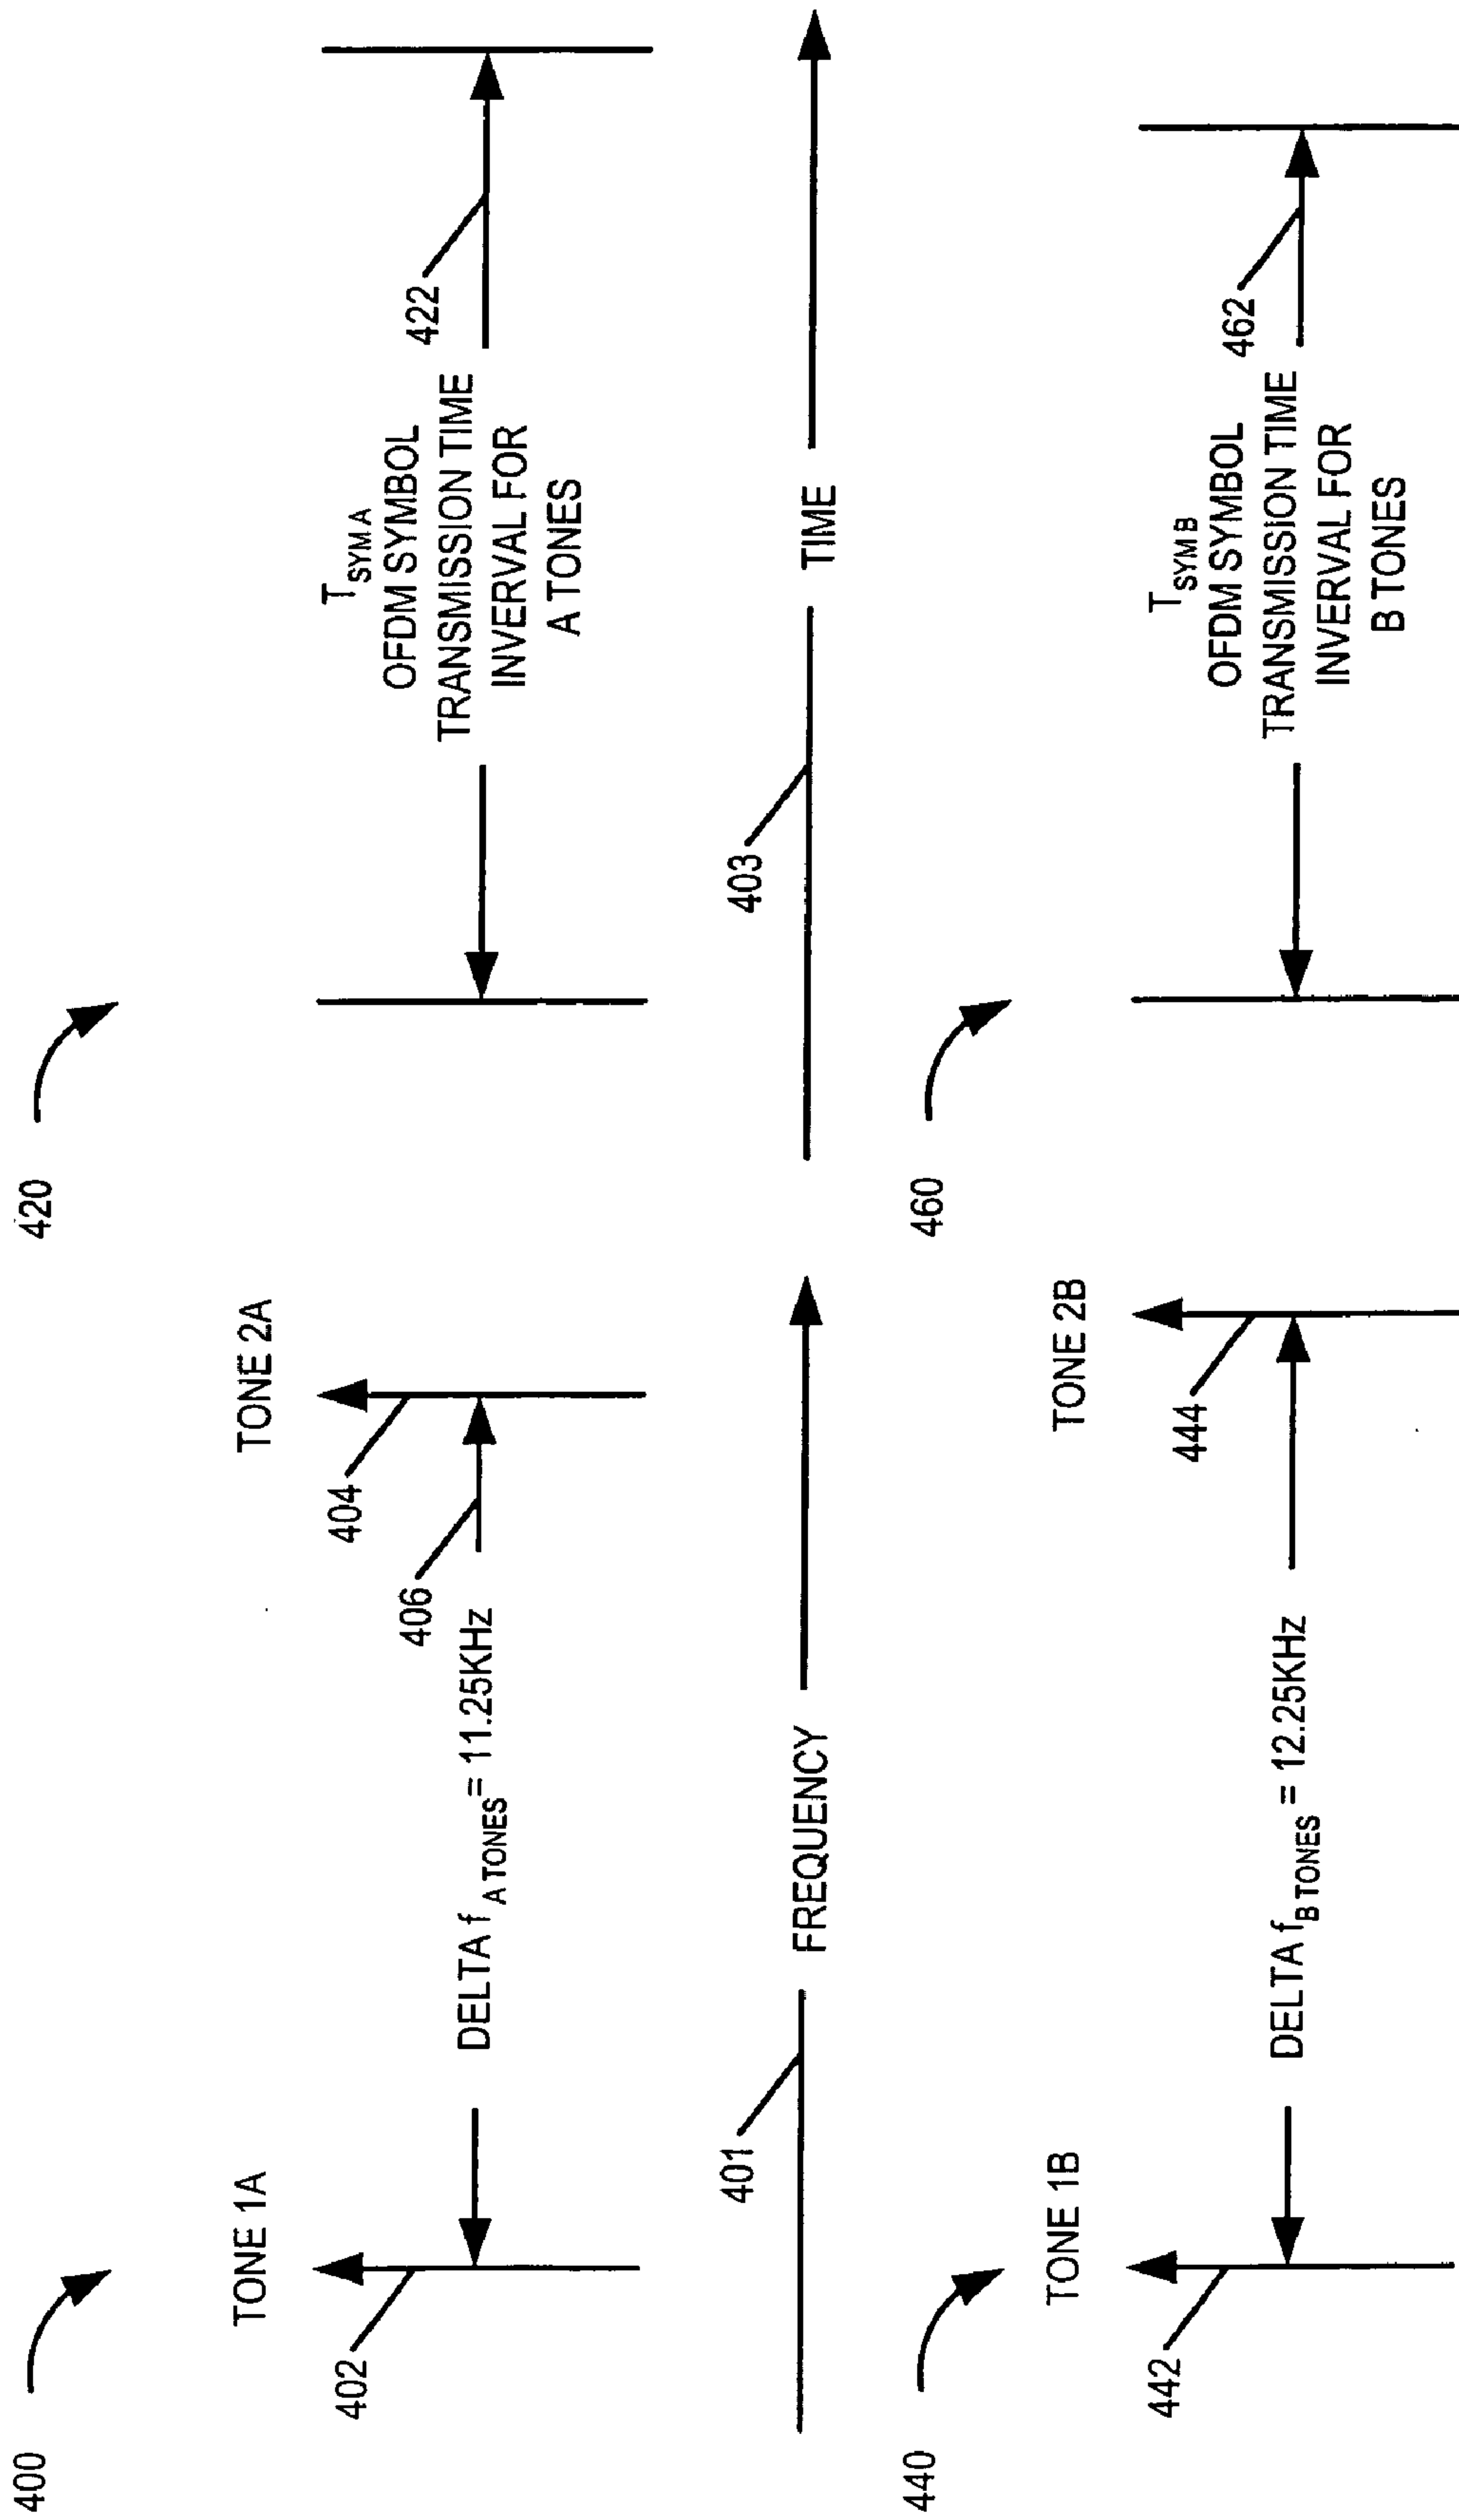 400
TONE 1A
TONE 2A
402
404
406
DELTA f A TONES = 11.25KHz
420
T SYM A
OFDM SYMBOL
TRANSMISSION TIME
INVERVAL FOR
A TONES
422
401
FREQUENCY
403
TIME
440
TONE 1B
TONE 2B
442
444
DELTA f B TONES = 12.25KHz
460
T SYM B
OFDM SYMBOL
TRANSMISSION TIME
INVERVAL FOR
B TONES
462